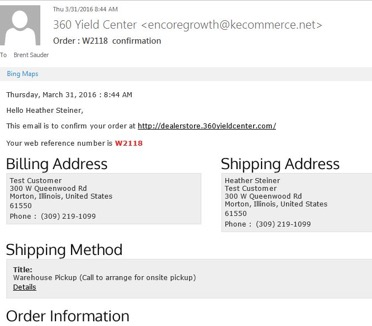 Thu 3/31/2016 8:44 AM
360 Yield Center <encoregrowth@kecommerce.net>
Order : W2118 confirmation
To Brent Sauder
Bing Maps
Thursday, March 31, 2016 : 8:44 AM
Hello Heather Steiner,
This email is to confirm your order at http://dealerstore.360yieldcenter.com/
Your web reference number is W2118
Billing Address
Test Customer
300 W Queenwood Rd
Morton, Illinois, United States
61550
Phone : (309) 219-1099
Shipping Address
Heather Steiner
Test Customer
300 W Queenwood Rd
Morton, Illinois, United States
61550
Phone : (309) 219-1099
Shipping Method
Title:
Warehouse Pickup (Call to arrange for onsite pickup)
Details
Order Information